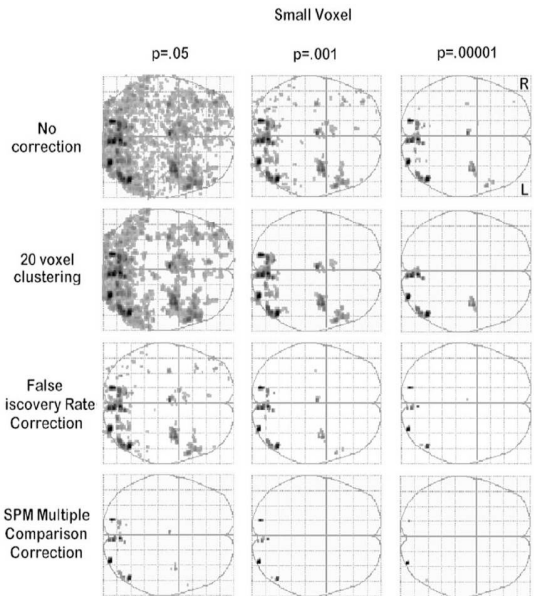 Small Voxel
p=.05 p=.001 p=.00001
R
No
correction
L
20 voxel
clustering
False
iscovery Rate
Correction
SPM Multiple
Comparison
Correction